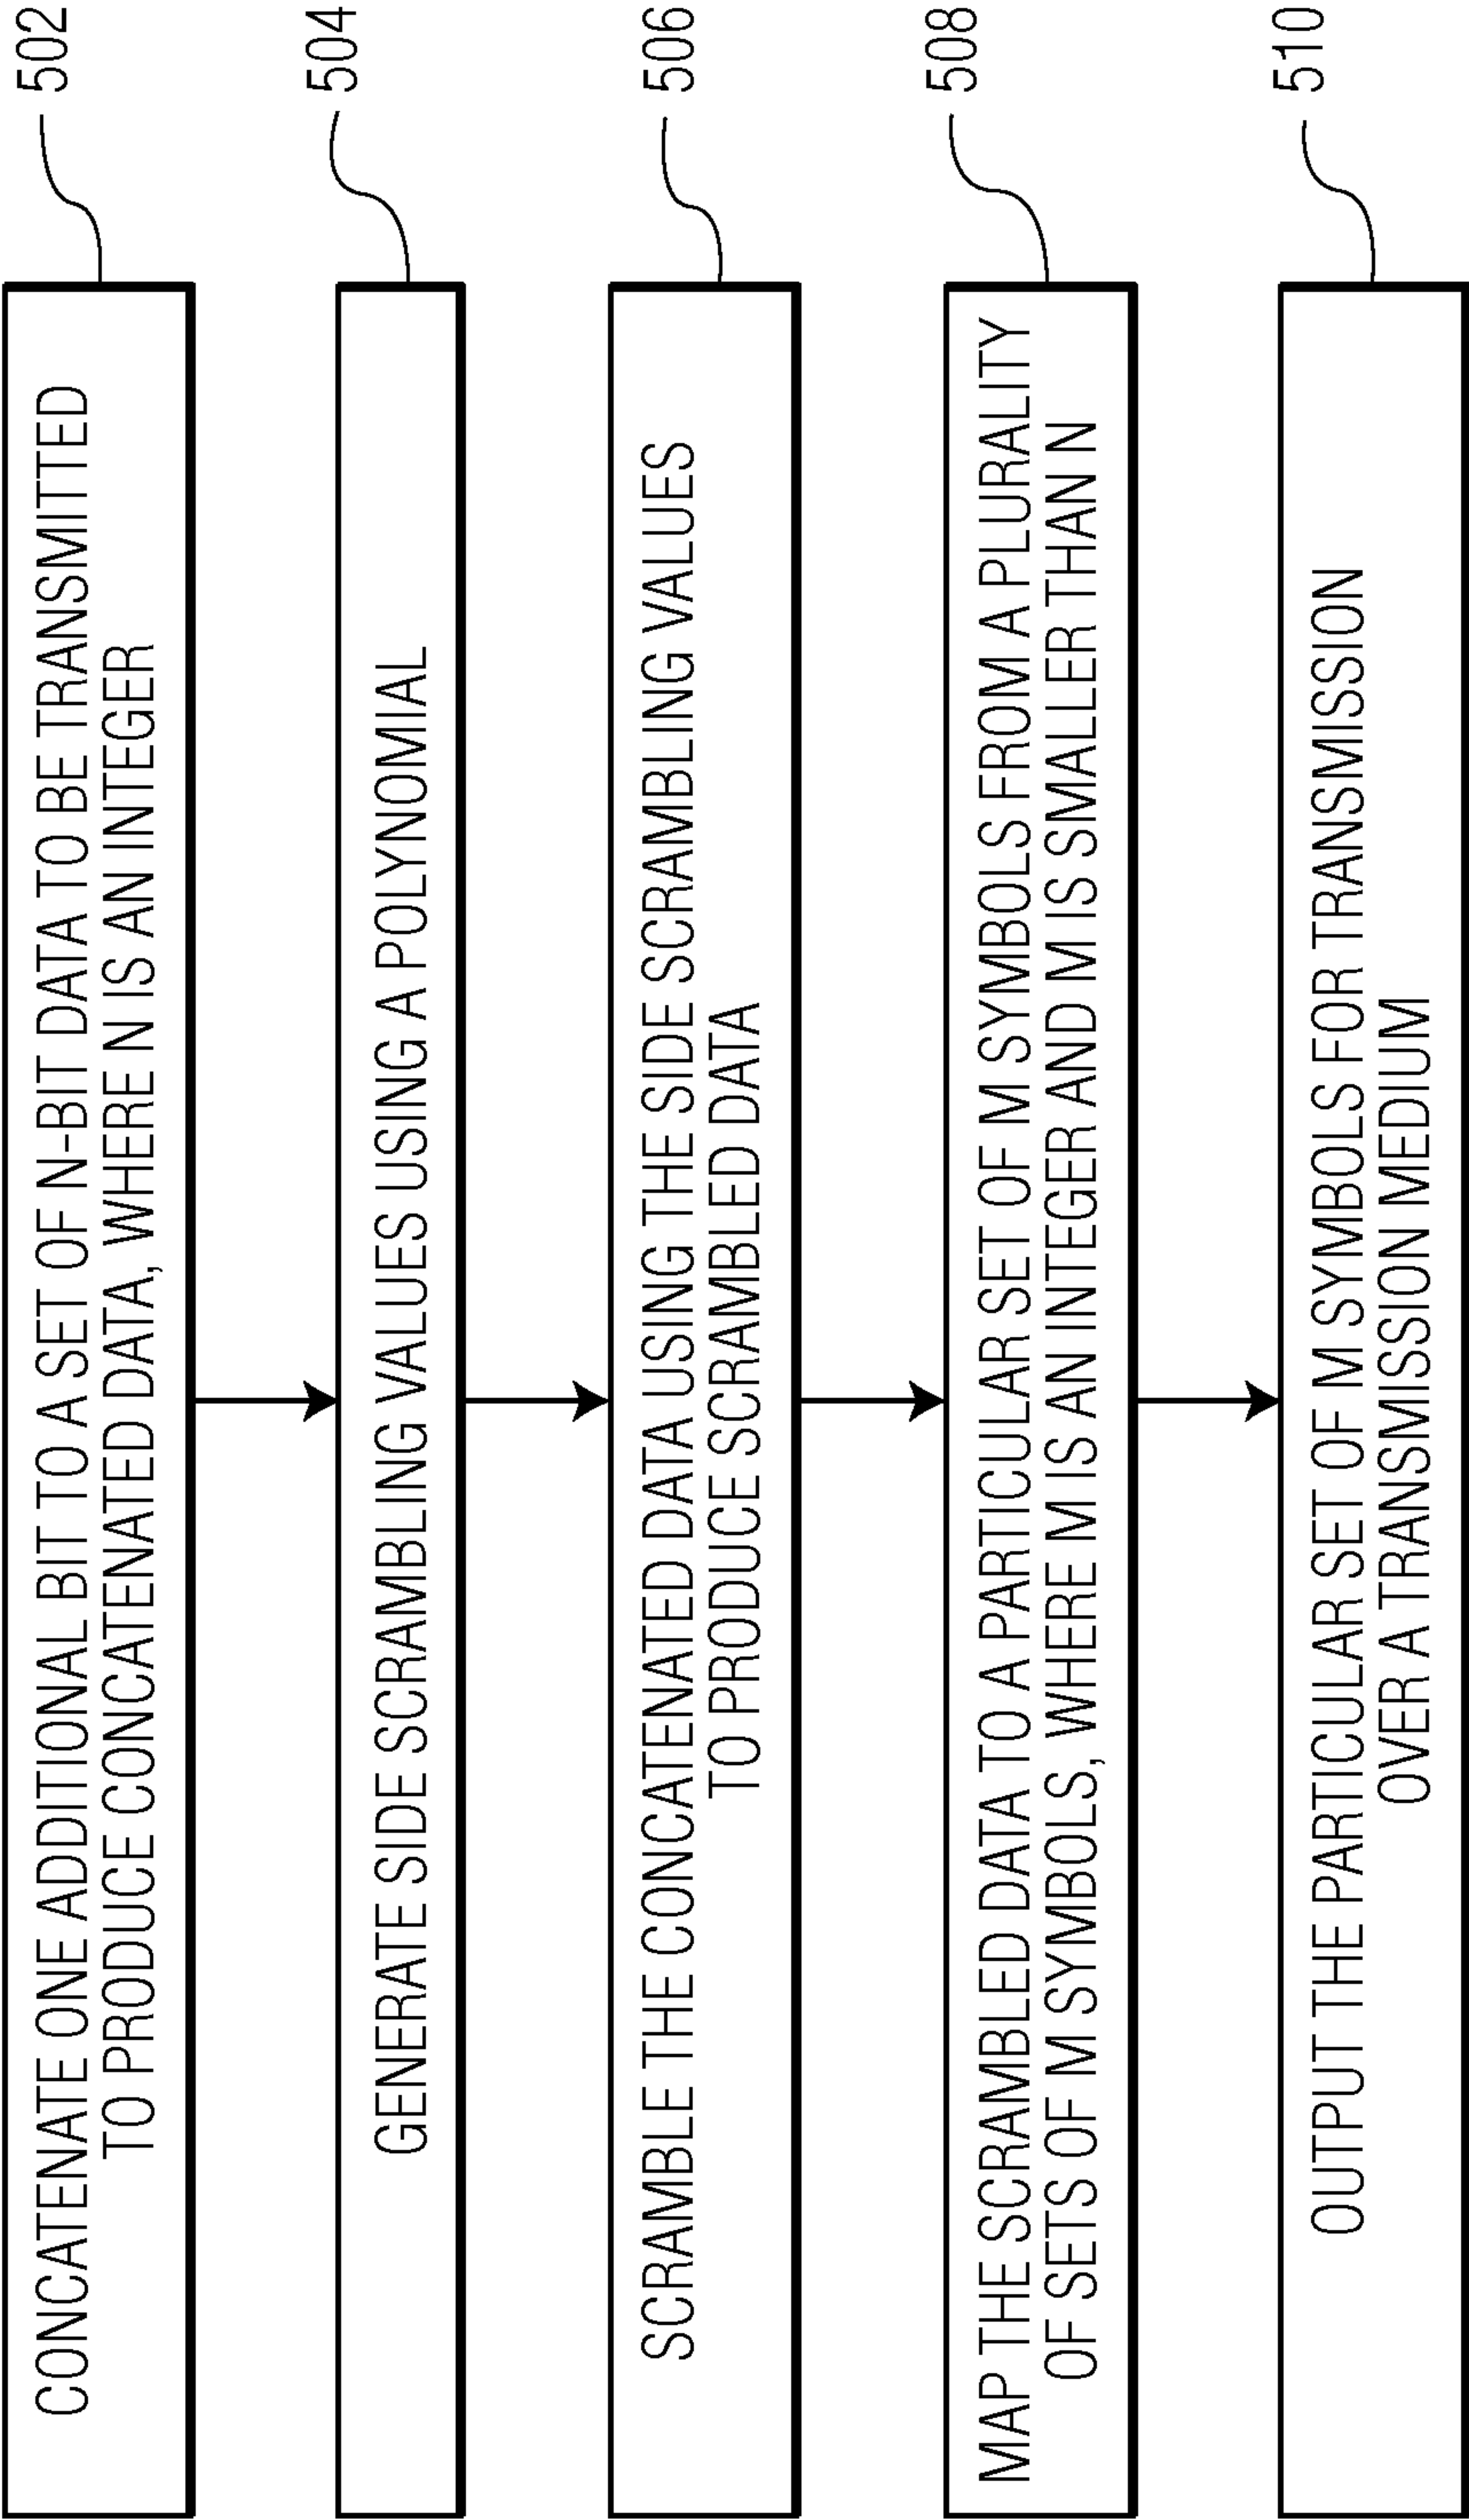 CONCATENATE ONE ADDITIONAL BIT TO A SET OF N-BIT DATA TO BE TRANSMITTED
TO PRODUCE CONCATENATED DATA, WHERE N IS AN INTEGER
502
GENERATE SIDE SCRAMBLING VALUES USING A POLYNOMIAL
504
SCRAMBLE THE CONCATENATED DATA USING THE SIDE SCRAMBLING VALUES
TO PRODUCE SCRAMBLED DATA
506
MAP THE SCRAMBLED DATA TO A PARTICULAR SET OF M SYMBOLS FROM A PLURALITY
OF SETS OF M SYMBOLS, WHERE M IS AN INTEGER AND M IS SMALLER THAN N
508
OUTPUT THE PARTICULAR SET OF M SYMBOLS FOR TRANSMISSION
OVER A TRANSMISSION MEDIUM
510